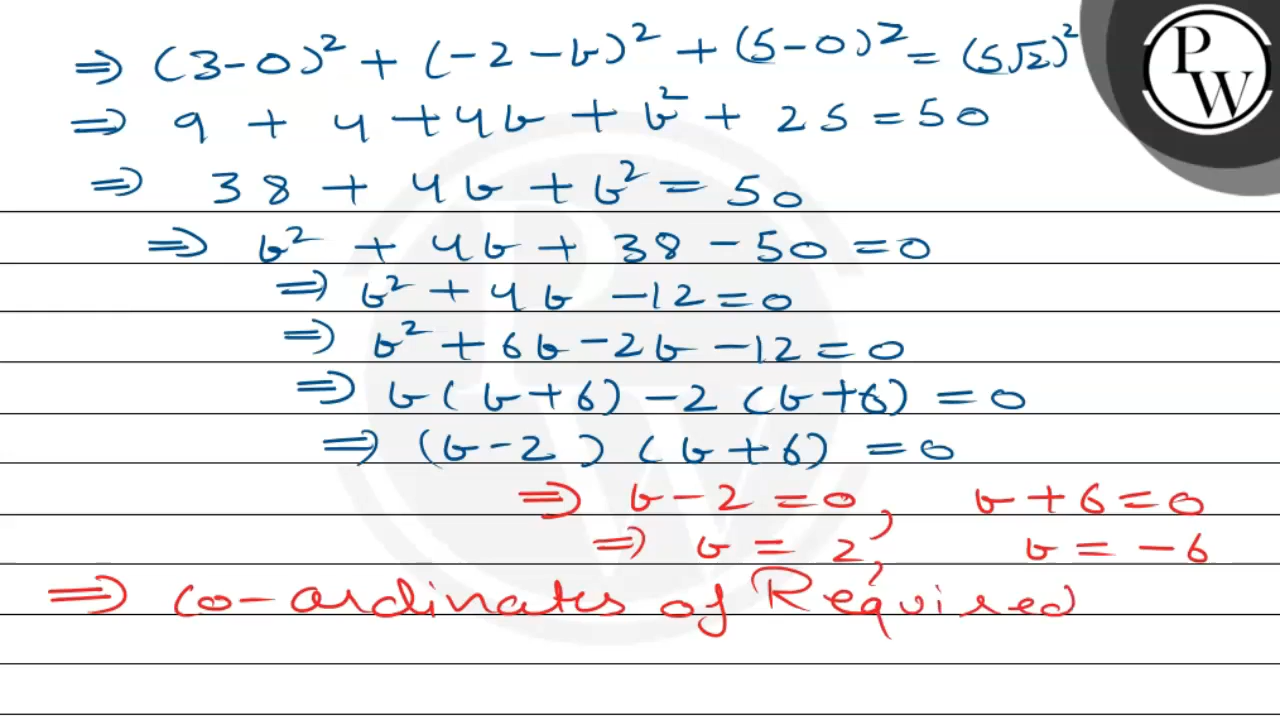 ⇒ (3-0)² + (-2-b)² + (5-0)² = (5√2)²
⇒ 9 + 4 + 4b + b² + 25 = 50
⇒ 38 + 4b + b² = 50
⇒ b² + 4b + 38 - 50 = 0
⇒ b² + 4b - 12 = 0
⇒ b² + 6b - 2b - 12 = 0
⇒ b(b+6) - 2(b+6) = 0
⇒ (b-2)(b+6) = 0
⇒ b-2=0, b+6=0
⇒ b = 2, b = -6
⇒ Co-ordinates of Required
PW